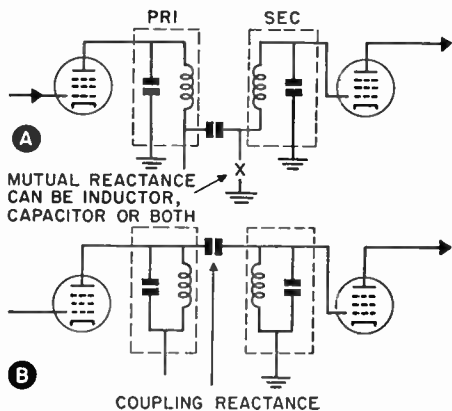 PRI
SEC
A
X
MUTUAL REACTANCE
CAN BE INDUCTOR,
CAPACITOR OR BOTH
B
COUPLING REACTANCE